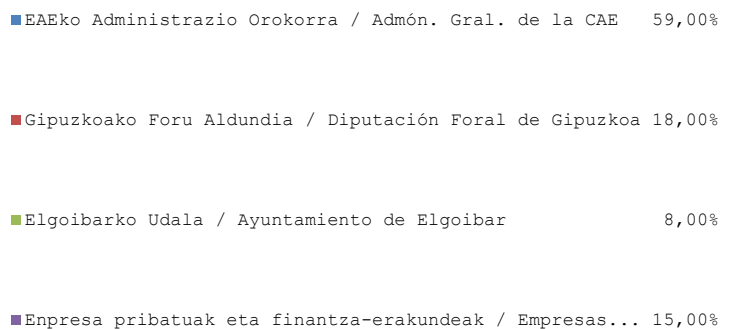 EAEko Administrazio Orokorra / Admón. Gral. de la CAE 59,00%
Gipuzkoako Foru Aldundia / Diputación Foral de Gipuzkoa 18,00%
Elgoibarko Udala / Ayuntamiento de Elgoibar 8,00%
Enpresa pribatuak eta finantza-erakundeak / Empresas... 15,00%